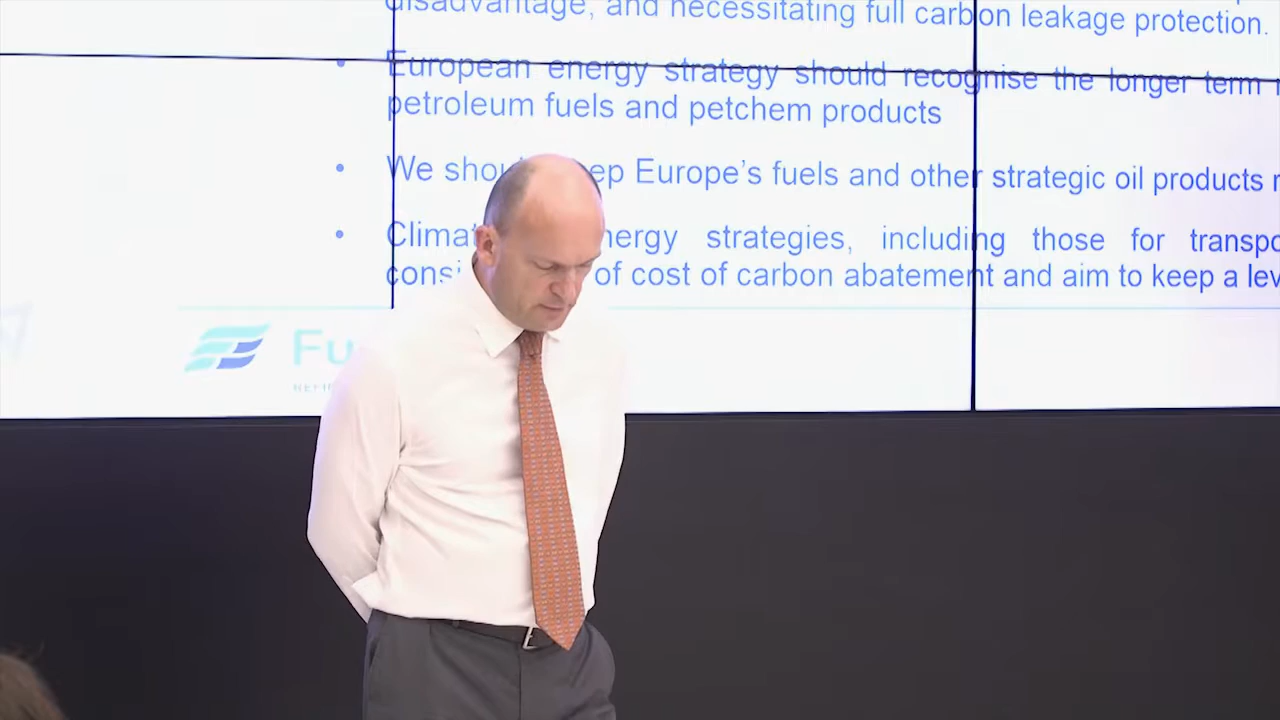 disadvantage, and necessitating full carbon leakage protection.
• European energy strategy should recognise the longer term
petroleum fuels and petchem products
• We shou ep Europe's fuels and other strategic oil products
• Climat nergy strategies, including those for transpo
consi of cost of carbon abatement and aim to keep a lev
Fu